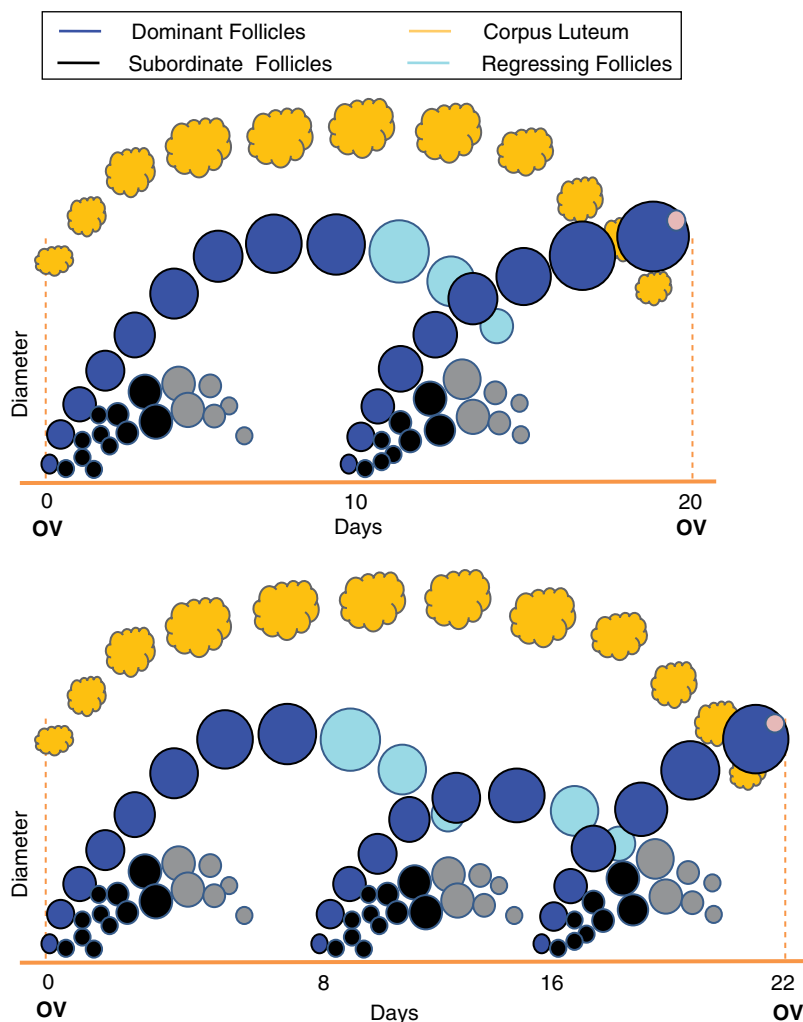 Dominant Follicles
Corpus Luteum
Subordinate Follicles
Regressing Follicles
Diameter
0
10
20
OV
Days
OV
Diameter
0
8
16
22
OV
Days
OV